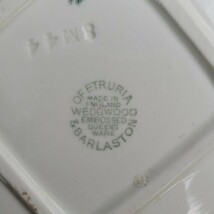 OF ETRURIA
MADE IN
ENGLAND
WEDGWOOD
EMBOSSED
QUEENS
WARE
& BARLASTON